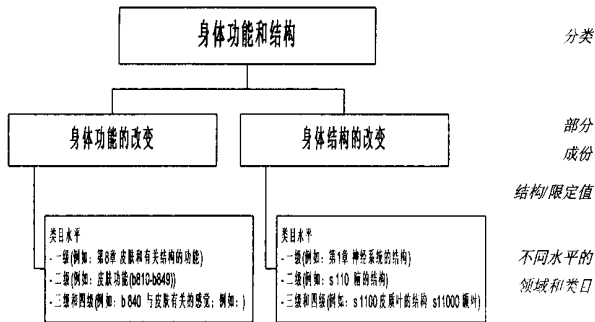 身体功能和结构
分类
身体功能的改变
身体结构的改变
部分
成份
结构/限定值
类目水平
- 一级(例如：第8章 皮肤和有关结构的功能)
- 二级(例如：皮肤功能(b810-b849))
- 三级和四级(例如：b 840 与皮肤有关的感觉；例如：)
类目水平
- 一级(例如：第1章 神经系统的结构)
- 二级(例如：s 110 脑的结构)
- 三级和四级(例如：s 1100 皮质叶的结构 s11000 额叶)
不同水平的
领域和类目